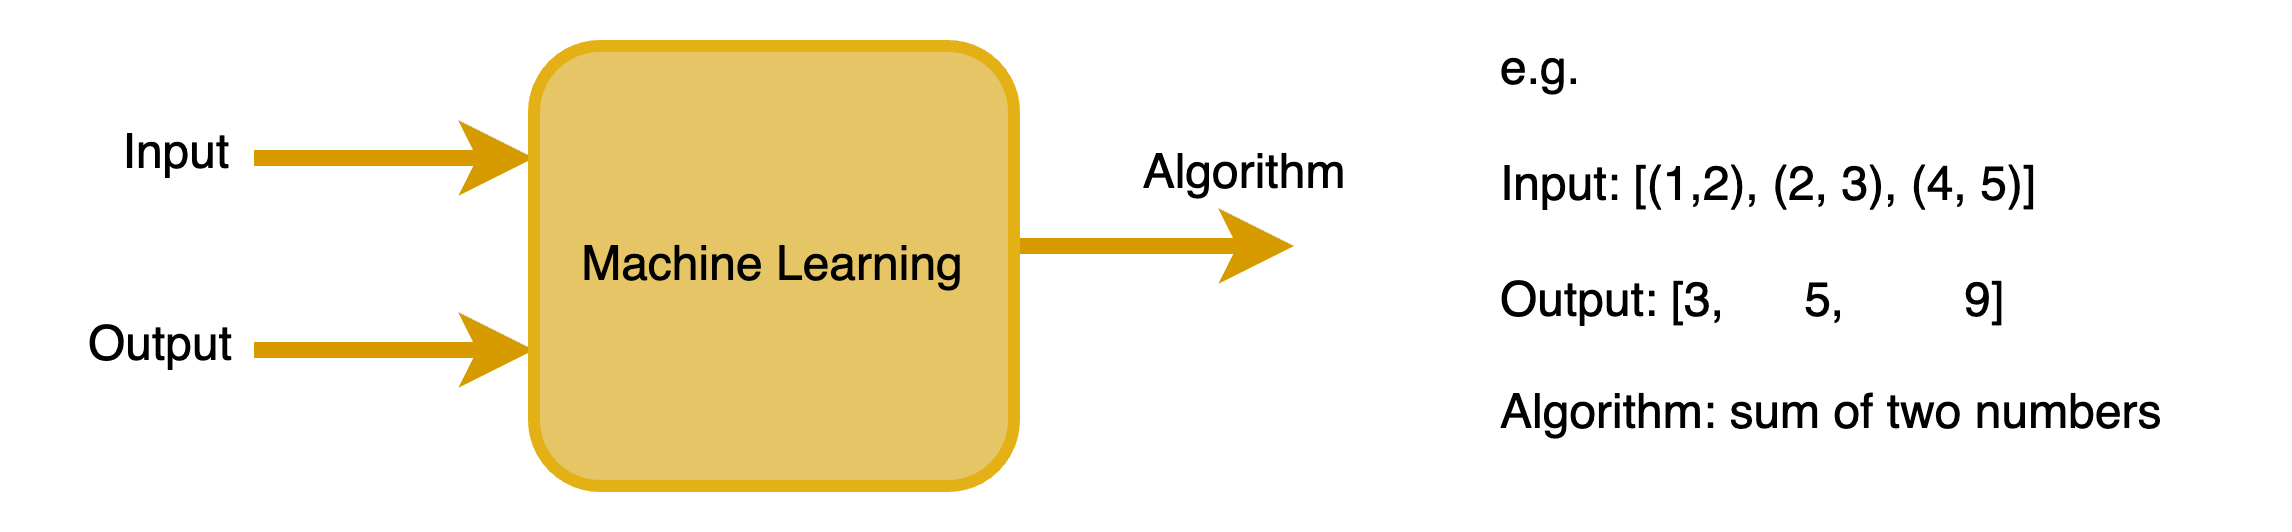 Input
Output
Machine Learning
Algorithm
e.g.
Input: [(1,2), (2, 3), (4, 5)]
Output: [3, 5, 9]
Algorithm: sum of two numbers